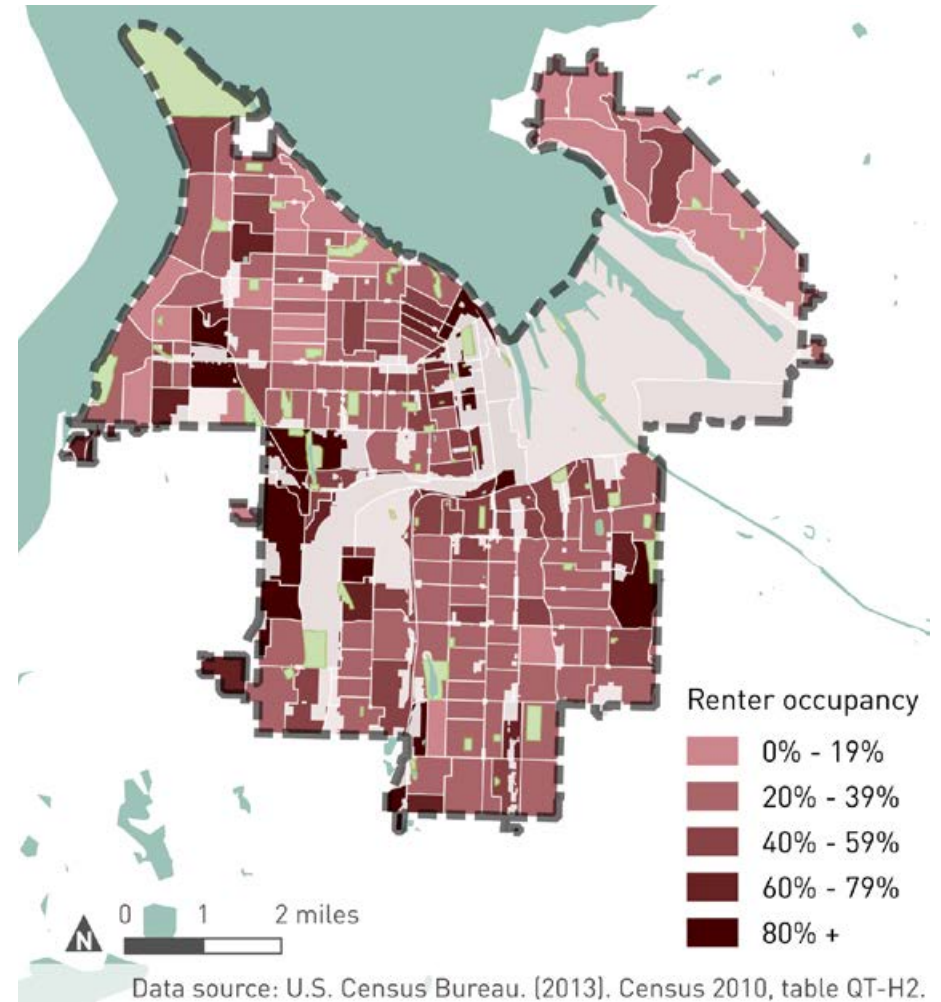 Renter occupancy
0% - 19%
20% - 39%
40% - 59%
60% - 79%
80% +
0 1 2 miles
N
Data source: U.S. Census Bureau. (2013). Census 2010, table QT-H2.